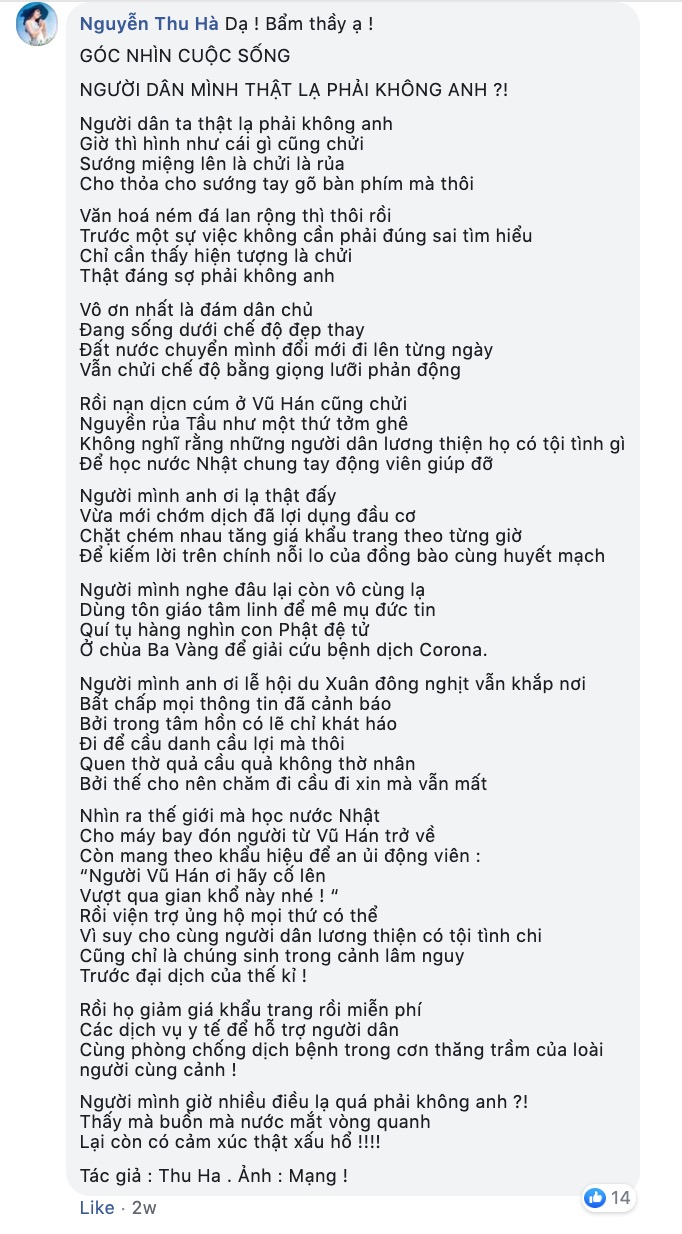 Nguyễn Thu Hà Dạ ! Bẩm thầy ạ !
GÓC NHÌN CUỘC SỐNG
NGƯỜI DÂN MÌNH THẬT LẠ PHẢI KHÔNG ANH ?!
Người dân ta thật lạ phải không anh
Giờ thì hình như cái gì cũng chửi
Sướng miệng lên là chửi là rủa
Cho thỏa cho sướng tay gõ bàn phím mà thôi
Văn hoá ném đá lan rộng thì thôi rồi
Trước một sự việc không cần phải đúng sai tìm hiểu
Chỉ cần thấy hiện tượng là chửi
Thật đáng sợ phải không anh
Vô ơn nhất là đám dân chủ
Đang sống dưới chế độ đẹp thay
Đất nước chuyển mình đổi mới đi lên từng ngày
Vẫn chửi chế độ bằng giọng lưỡi phản động
Rồi nạn dịcn cúm ở Vũ Hán cũng chửi
Nguyền rủa Tầu như một thứ tởm ghê
Không nghĩ rằng những người dân lương thiện họ có tội tình gì
Để học nước Nhật chung tay động viên giúp đỡ
Người mình anh ơi lạ thật đấy
Vừa mới chớm dịch đã lợi dụng đầu cơ
Chặt chém nhau tăng giá khẩu trang theo từng giờ
Để kiếm lời trên chính nỗi lo của đồng bào cùng huyết mạch
Người mình nghe đâu lại còn vô cùng lạ
Dùng tôn giáo tâm linh để mê mụ đức tin
Quí tụ hàng nghìn con Phật đệ tử
Ở chùa Ba Vàng để giải cứu bệnh dịch Corona.
Người mình anh ơi lễ hội du Xuân đông nghịt vẫn khắp nơi
Bất chấp mọi thông tin đã cảnh báo
Bởi trong tâm hồn có lẽ chỉ khát háo
Đi để cầu danh cầu lợi mà thôi
Quen thờ quả cầu quả không thờ nhân
Bởi thế cho nên chăm đi cầu đi xin mà vẫn mất
Nhìn ra thế giới mà học nước Nhật
Cho máy bay đón người từ Vũ Hán trở về
Còn mang theo khẩu hiệu để an ủi động viên :
“Người Vũ Hán ơi hãy cố lên
Vượt qua gian khổ này nhé ! “
Rồi viện trợ ủng hộ mọi thứ có thể
Vì suy cho cùng người dân lương thiện có tội tình chi
Cũng chỉ là chúng sinh trong cảnh lâm nguy
Trước đại dịch của thế kỉ !
Rồi họ giảm giá khẩu trang rồi miễn phí
Các dịch vụ y tế để hỗ trợ người dân
Cùng phòng chống dịch bệnh trong cơn thăng trầm của loài
người cùng cảnh !
Người mình giờ nhiều điều lạ quá phải không anh ?!
Thấy mà buồn mà nước mắt vòng quanh
Lại còn có cảm xúc thật xấu hổ !!!!
Tác giả : Thu Ha . Ảnh : Mạng !
14
Like · 2w